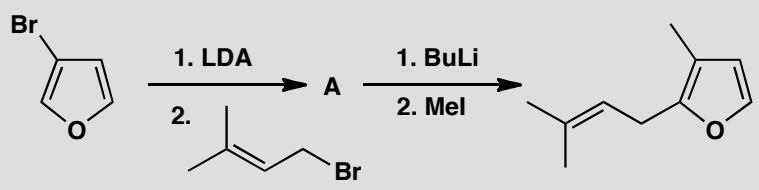 Br
O
1. LDA
2.
Br
A
1. BuLi
2. MeI
O